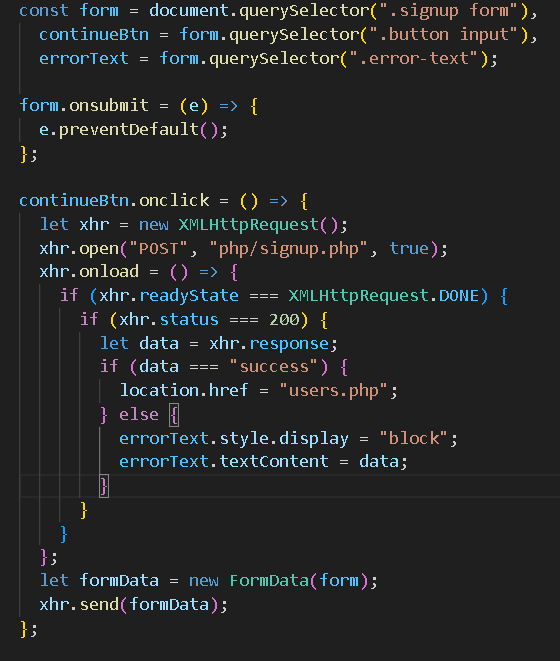 const form = document.querySelector(".signup form"),
  continueBtn = form.querySelector(".button input"),
  errorText = form.querySelector(".error-text");

form.onsubmit = (e) => {
  e.preventDefault();
};

continueBtn.onclick = () => {
  let xhr = new XMLHttpRequest();
  xhr.open("POST", "php/signup.php", true);
  xhr.onload = () => {
    if (xhr.readyState === XMLHttpRequest.DONE) {
      if (xhr.status === 200) {
        let data = xhr.response;
        if (data === "success") {
          location.href = "users.php";
        } else {
          errorText.style.display = "block";
          errorText.textContent = data;
        }
      }
    }
  };
  let formData = new FormData(form);
  xhr.send(formData);
};